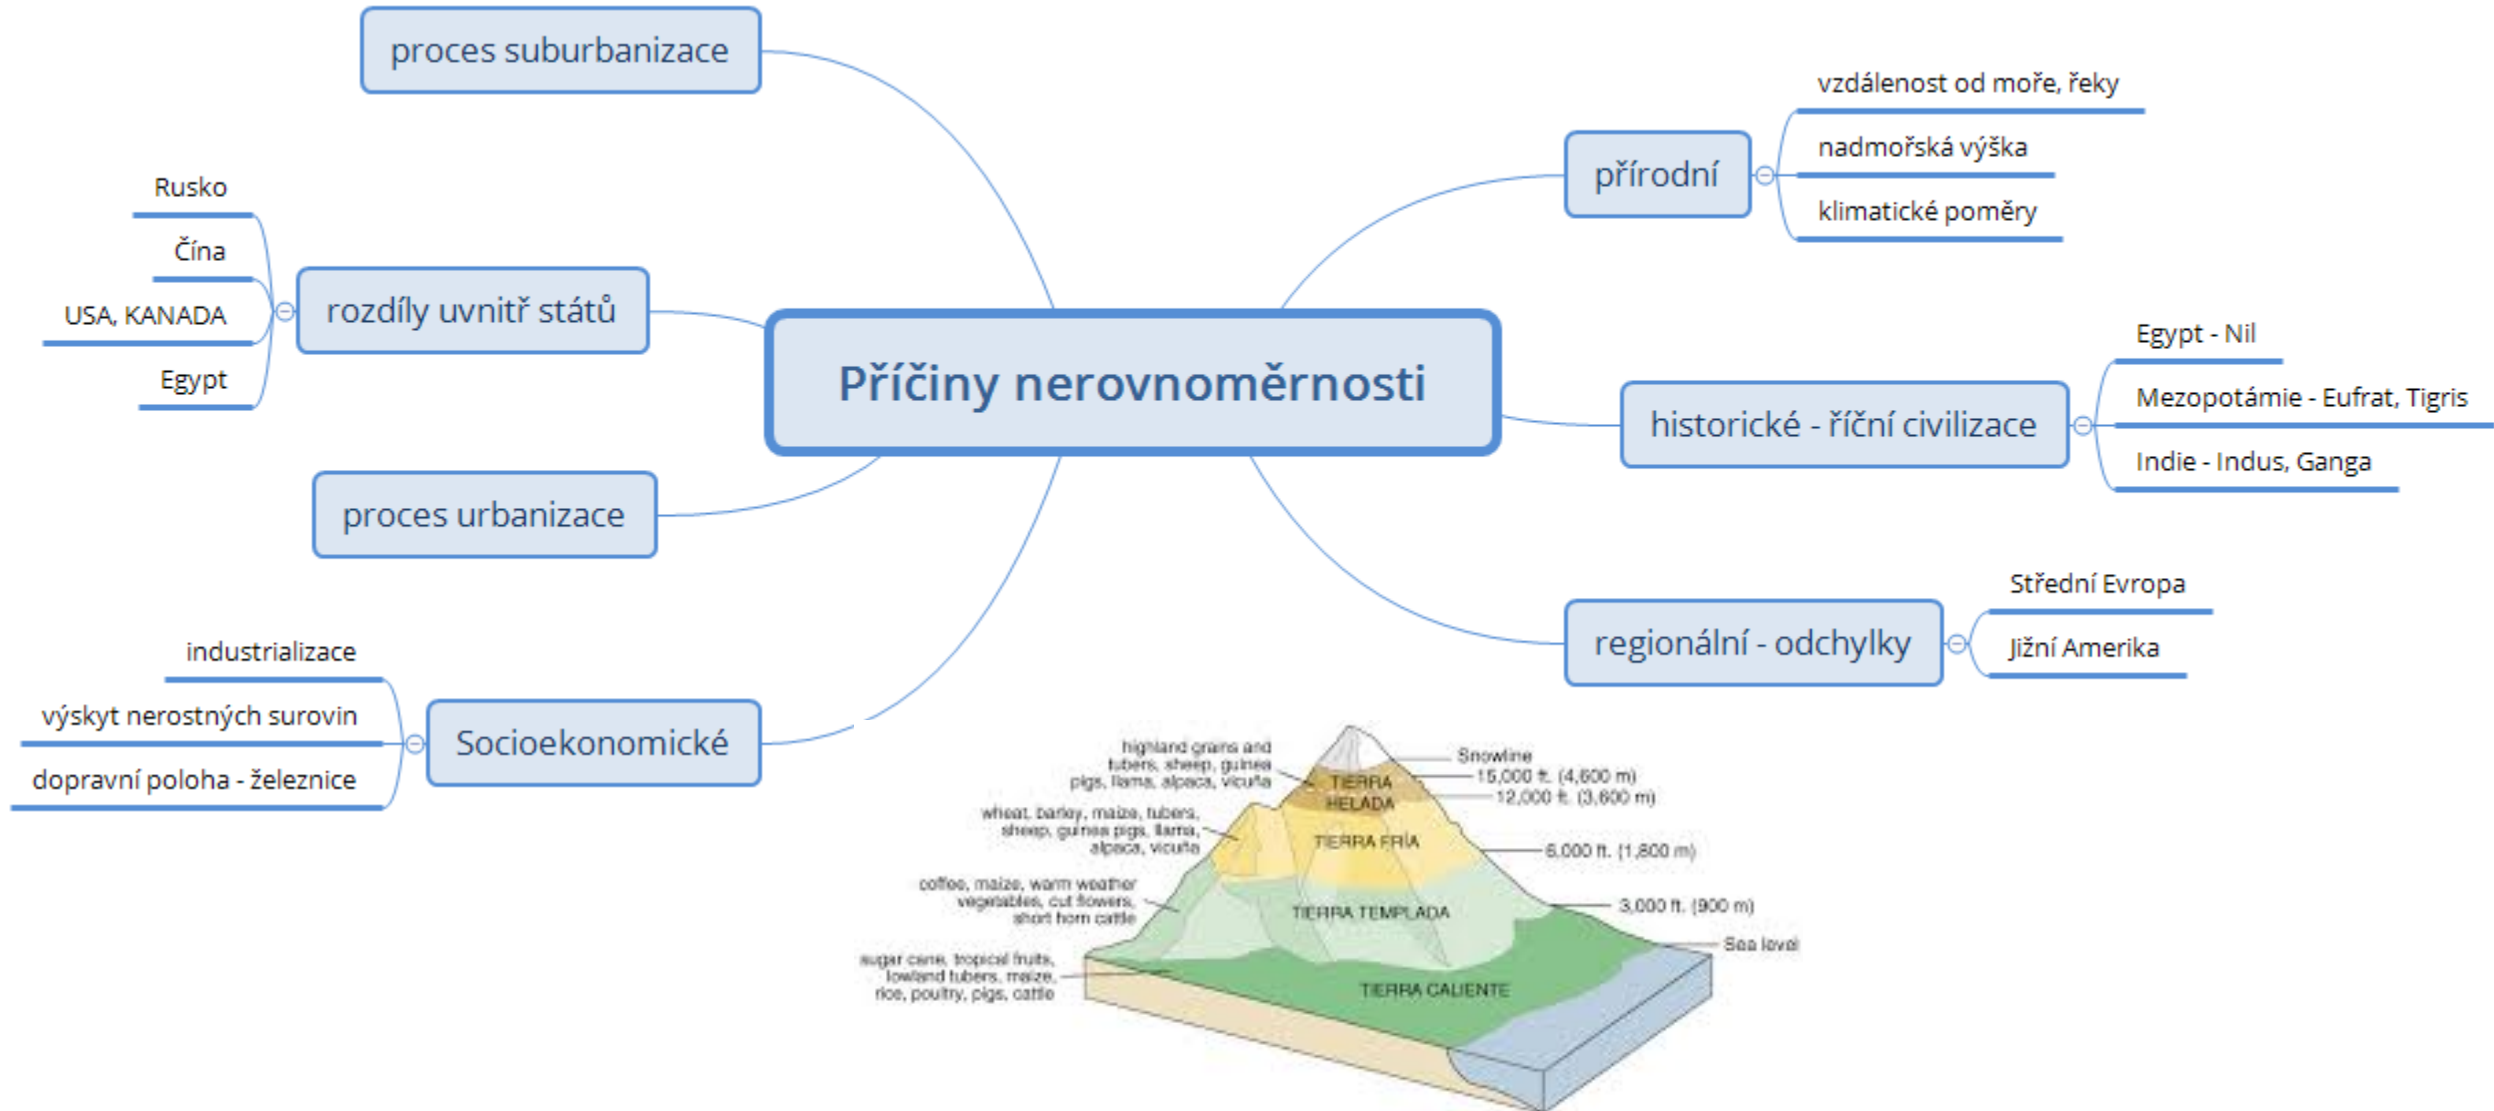 Příčiny nerovnoměrnosti
přírodní
vzdálenost od moře, řeky
nadmořská výška
klimatické poměry
historické - říční civilizace
Egypt - Nil
Mezopotámie - Eufrat, Tigris
Indie - Indus, Ganga
regionální - odchylky
Střední Evropa
Jižní Amerika
proces suburbanizace
rozdíly uvnitř států
Rusko
Čína
USA, KANADA
Egypt
proces urbanizace
Socioekonomické
industrializace
výskyt nerostných surovin
dopravní poloha - železnice
highland grains and
tubers, sheep, guinea
pigs, llama, alpaca, vicuña
wheat, barley, maize, tubers,
sheep, guinea pigs, llama,
alpaca, vicuña
coffee, maize, warm weather
vegetables, cut flowers,
short horn cattle
sugar cane, tropical fruits,
lowland tubers, maize,
rice, poultry, pigs, cattle
TIERRA
HELADA
TIERRA FRÍA
TIERRA TEMPLADA
TIERRA CALIENTE
Snowline
15,000 ft. (4,600 m)
12,000 ft. (3,600 m)
6,000 ft. (1,800 m)
3,000 ft. (900 m)
Sea level